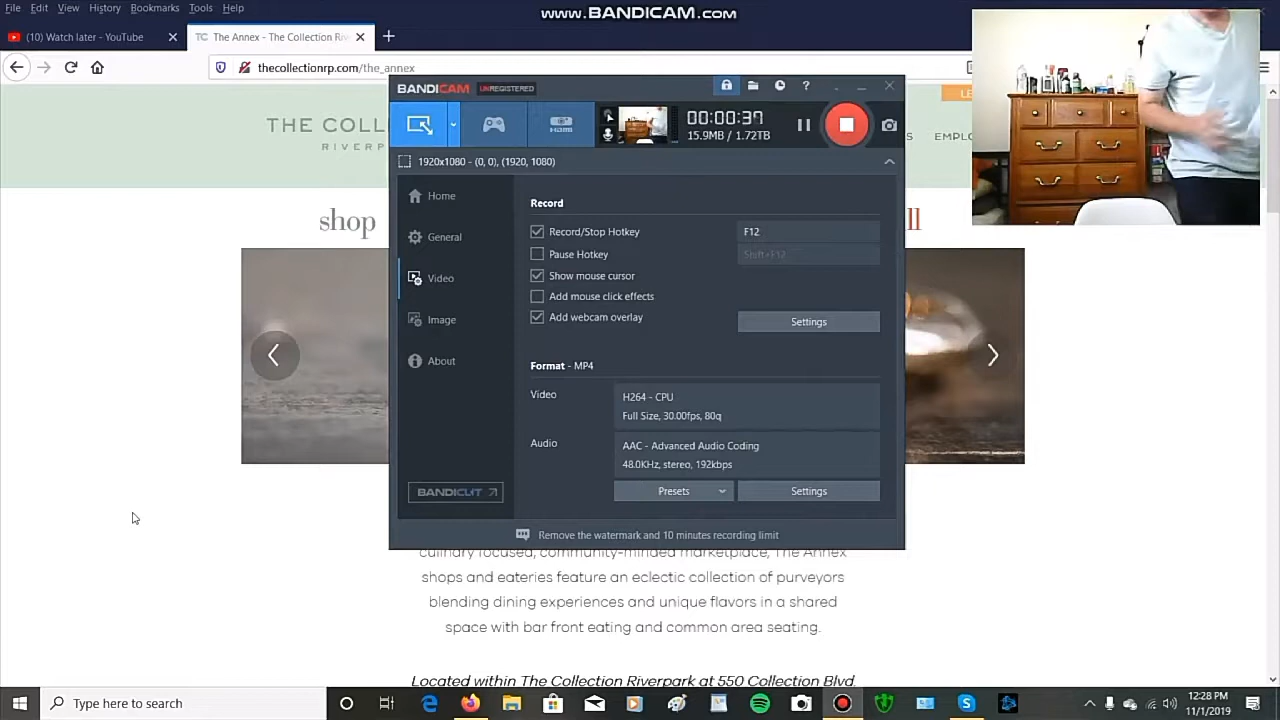 File Edit View History Bookmarks Tools Help
www.BANDICAM.com
(10) Watch later - YouTube
The Annex - The Collection Riv
thecollectionrp.com/the_annex
BANDICAM UNREGISTERED
00:00:37
15.9MB / 1.72TB
HDMI
1920x1080 - (0, 0), (1920, 1080)
THE COLL
RIVERP
S EMPLO
LE
shop
ll
Home
General
Video
Image
About
BANDICUT
Record
Record/Stop Hotkey F12
Pause Hotkey Shift+F12
Show mouse cursor
Add mouse click effects
Add webcam overlay Settings
Format - MP4
Video H264 - CPU
Full Size, 30.00fps, 80q
Audio AAC - Advanced Audio Coding
48.0KHz, stereo, 192kbps
Presets Settings
Remove the watermark and 10 minutes recording limit
culinary focused, community-minded marketplace, The Annex
shops and eateries feature an eclectic collection of purveyors
blending dining experiences and unique flavors in a shared
space with bar front eating and common area seating.
Located within The Collection Riverpark at 550 Collection Blvd.
Type here to search
12:28 PM
11/1/2019